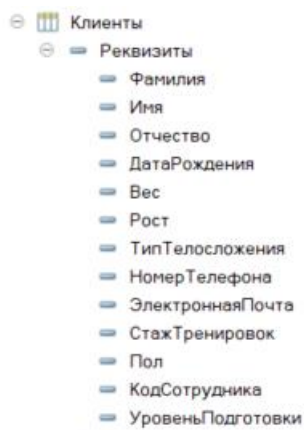 Клиенты
Реквизиты
Фамилия
Имя
Отчество
ДатаРождения
Вес
Рост
ТипТелосложения
НомерТелефона
ЭлектроннаяПочта
СтажТренировок
Пол
КодСотрудника
УровеньПодготовки